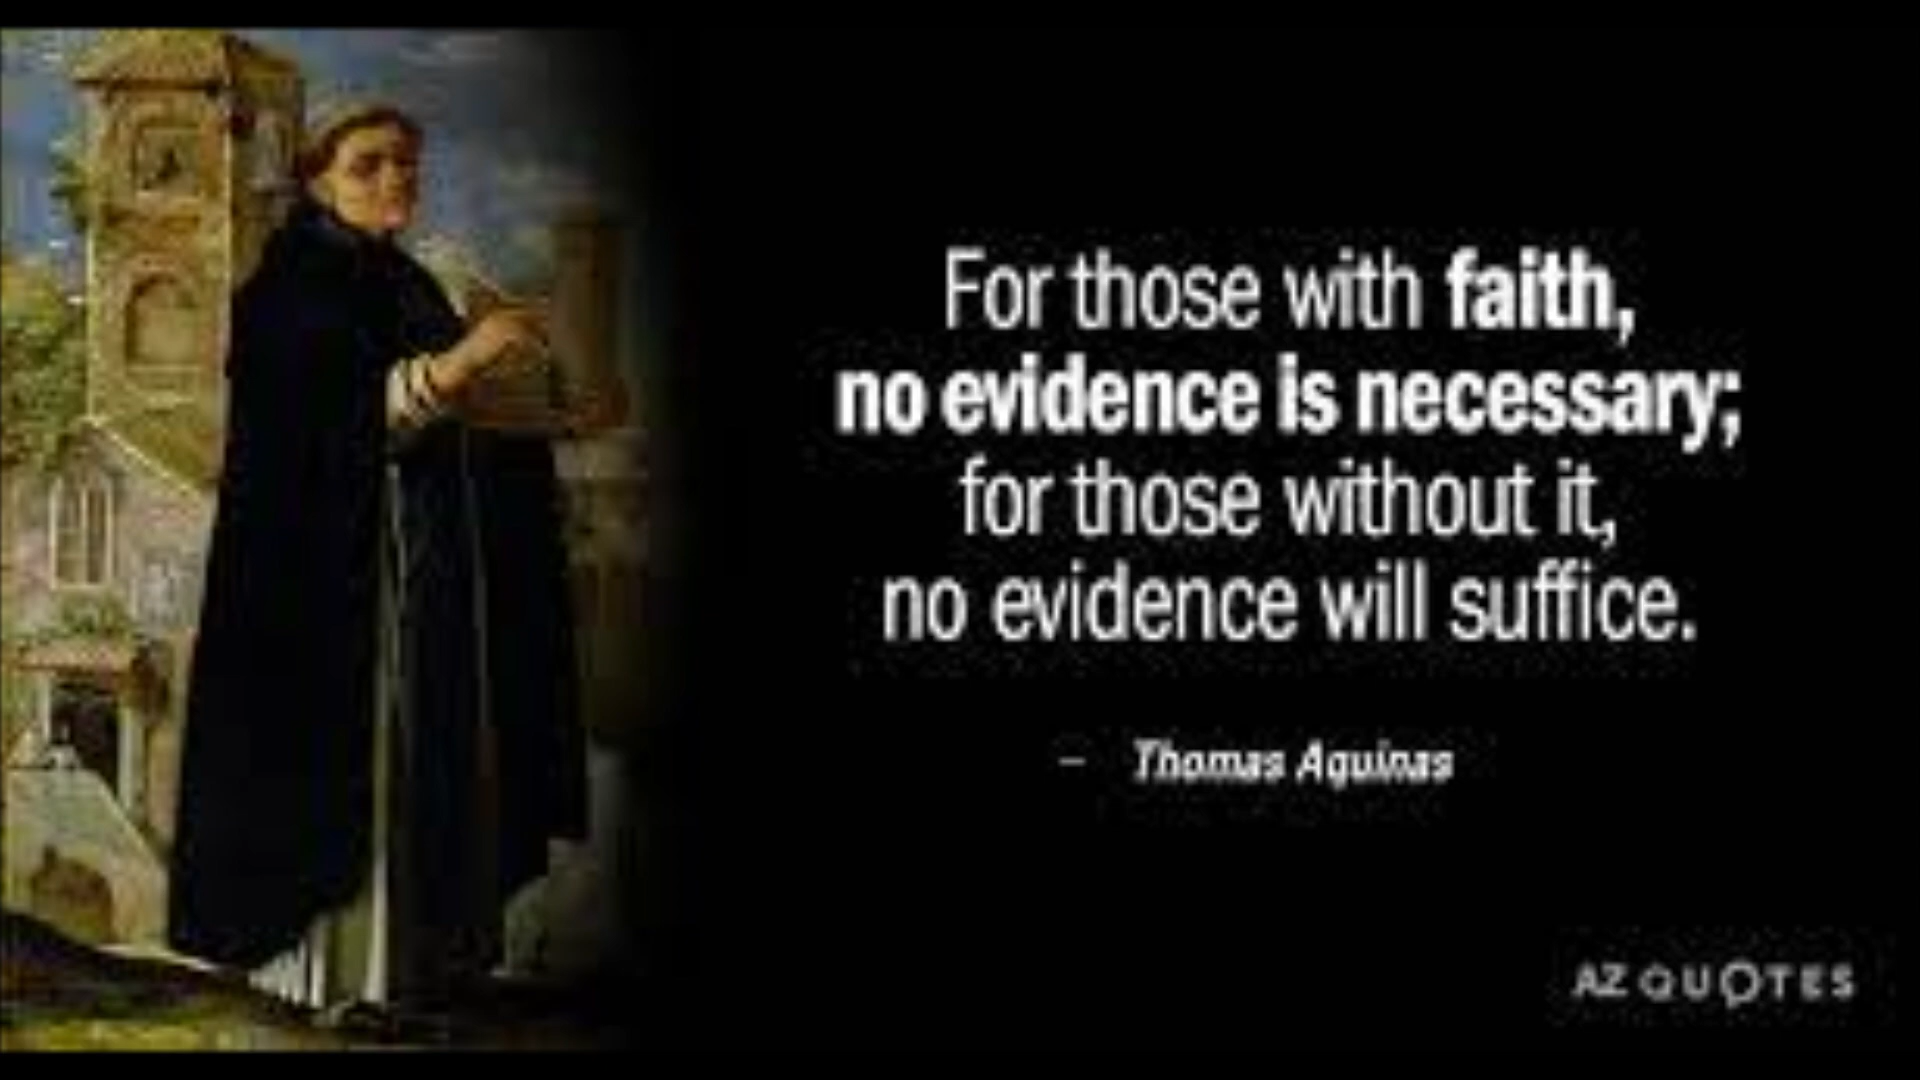 For those with faith,
no evidence is necessary;
for those without it,
no evidence will suffice.
– Thomas Aquinas
AZ QUOTES